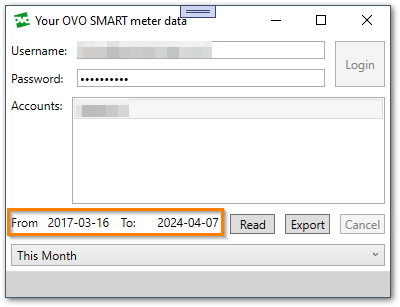 Your OVO SMART meter data
Username:
Password: ••••••••••
Login
Accounts:
From 2017-03-16 To: 2024-04-07 Read Export Cancel
This Month